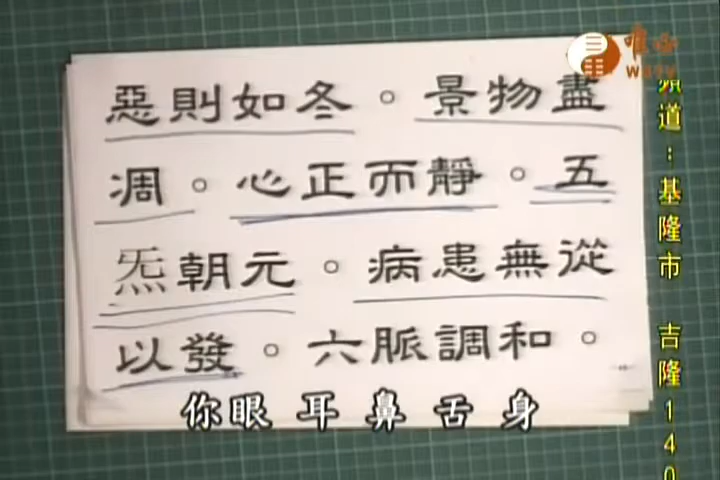 惡則如冬。景物盡
凋。心正而靜。五
炁朝元。病患無從
以發。六脈調和。
你眼 耳 鼻 舌 身
頻道：基隆市 吉隆140
唯心